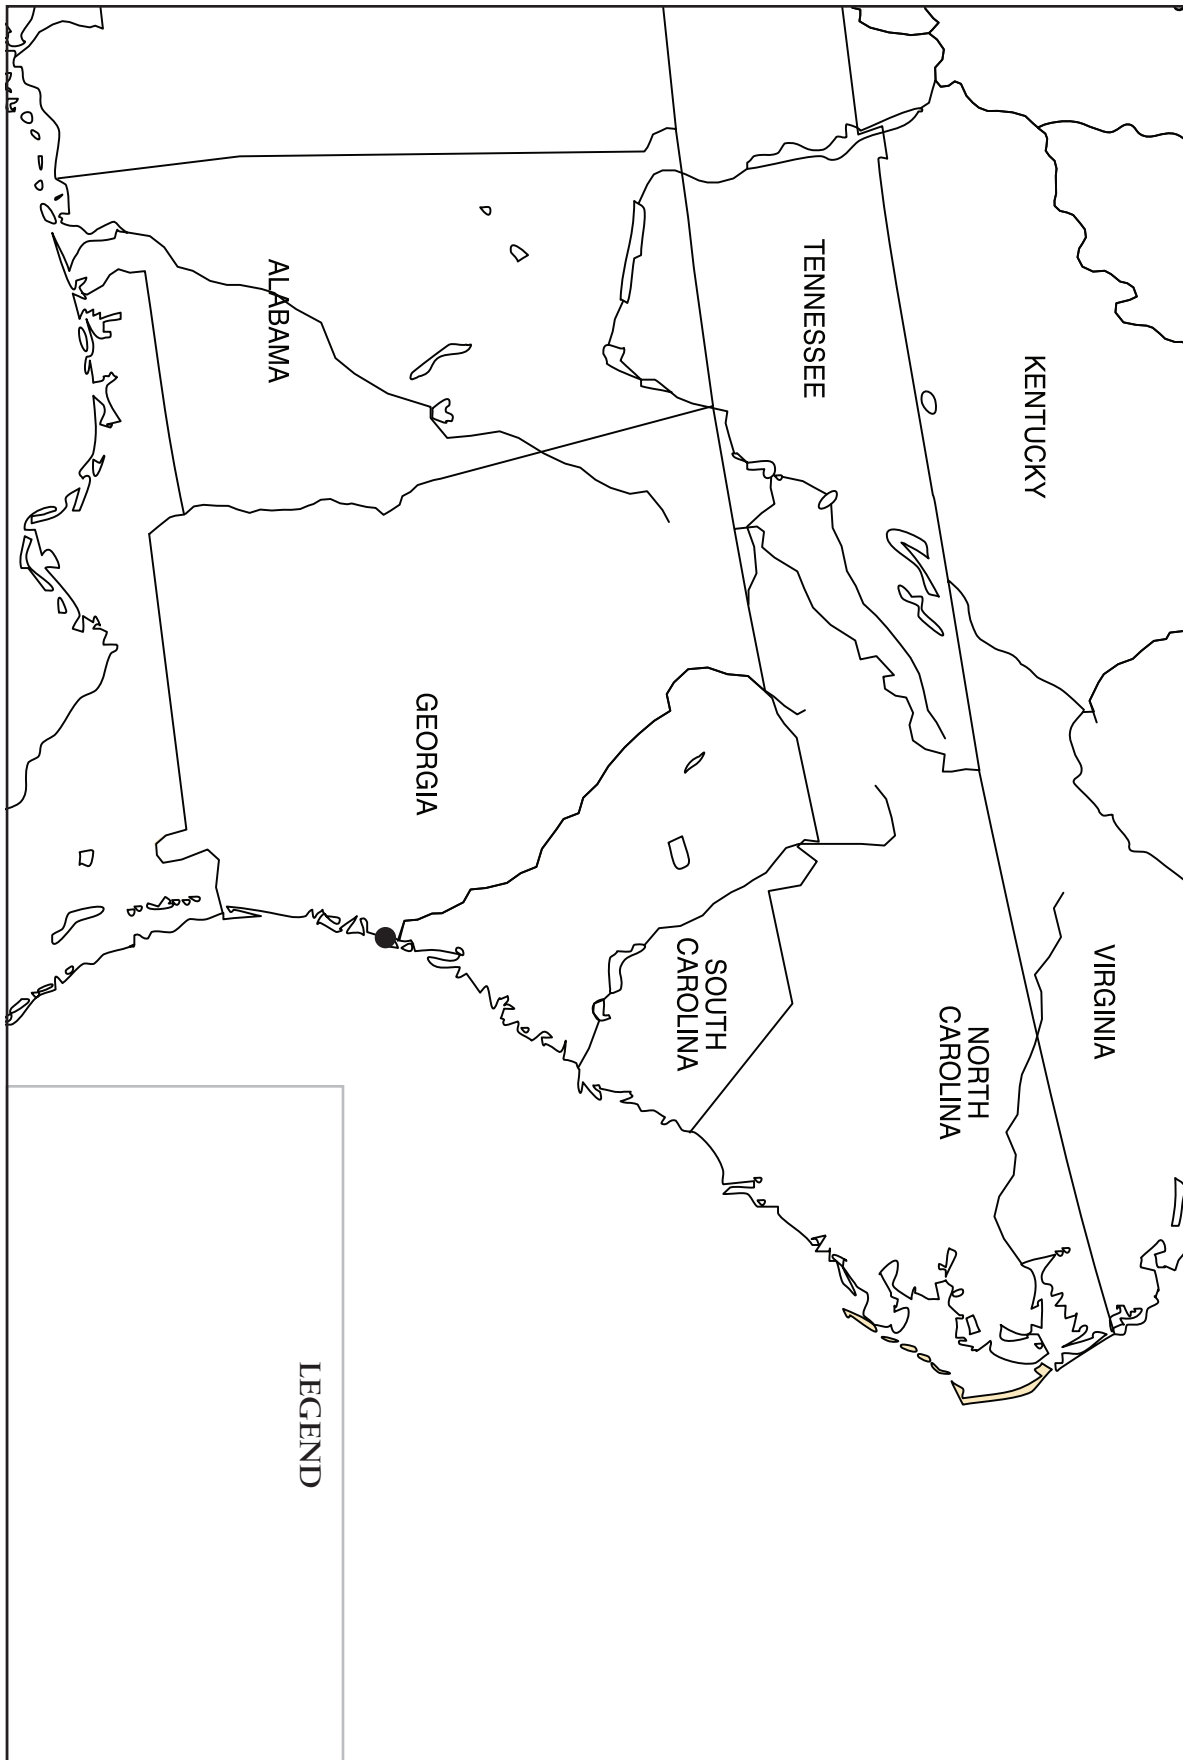 KENTUCKY
VIRGINIA
TENNESSEE
NORTH
CAROLINA
SOUTH
CAROLINA
GEORGIA
ALABAMA
LEGEND